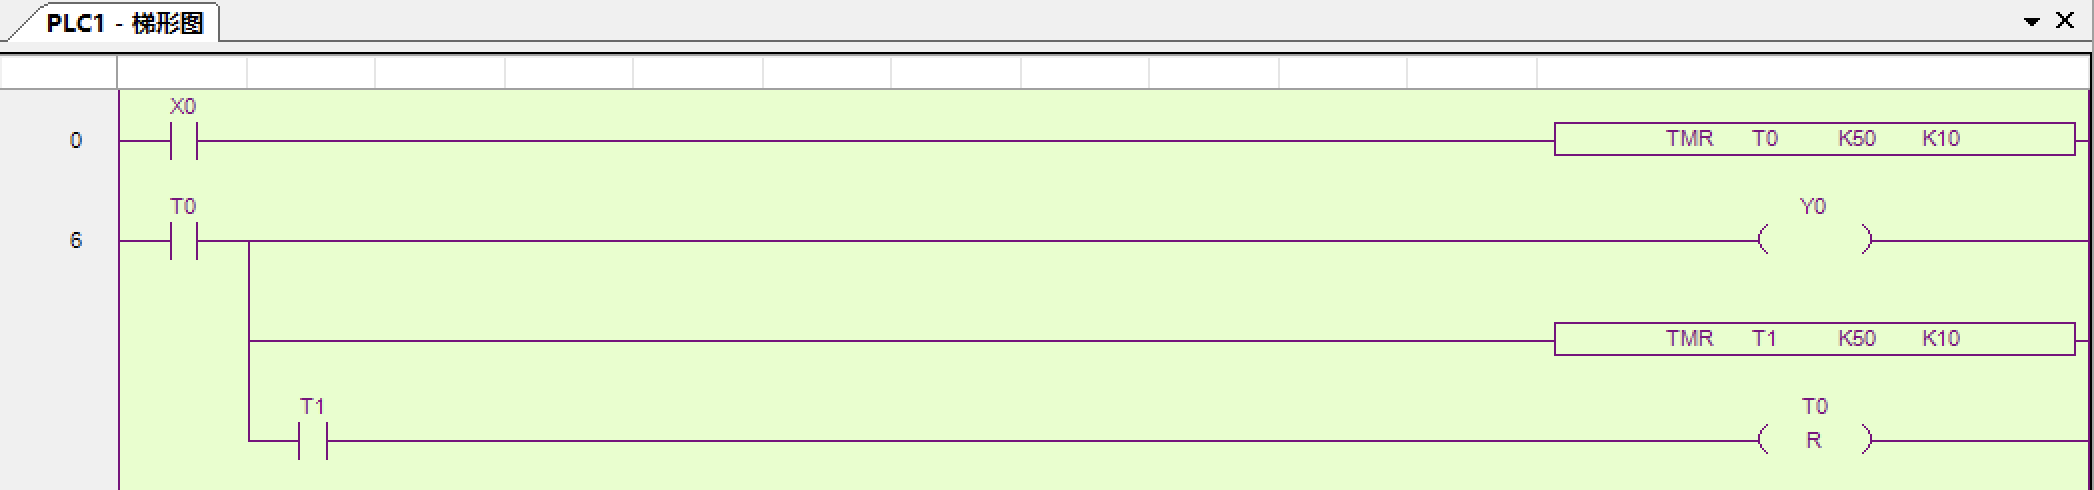 PLC1 - 梯形图
X0
0 TMR T0 K50 K10
T0 Y0
6
TMR T1 K50 K10
T1 T0
R